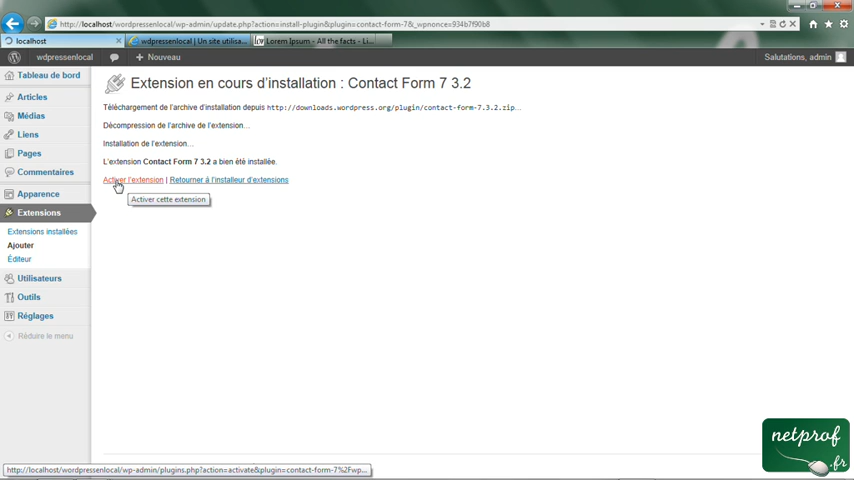 http://localhost/wordpressenlocal/wp-admin/update.php?action=install-plugin&plugin=contact-form-7&_wpnonce=934b7f90b8
localhost
wdpressenlocal | Un site utilisa...
Lorem Ipsum - All the facts - Li...
wdpressenlocal
Nouveau
Salutations, admin
Tableau de bord
Articles
Médias
Liens
Pages
Commentaires
Apparence
Extensions
Extensions installées
Ajouter
Éditeur
Utilisateurs
Outils
Réglages
Réduire le menu
Extension en cours d’installation : Contact Form 7 3.2
Téléchargement de l’archive d’installation depuis http://downloads.wordpress.org/plugin/contact-form-7.3.2.zip…
Décompression de l’archive de l’extension…
Installation de l’extension…
L’extension Contact Form 7 3.2 a bien été installée.
Activer l’extension | Retourner à l’installeur d’extensions
Activer cette extension
http://localhost/wordpressenlocal/wp-admin/plugins.php?action=activate&plugin=contact-form-7%2Fwp...
netprof
.fr